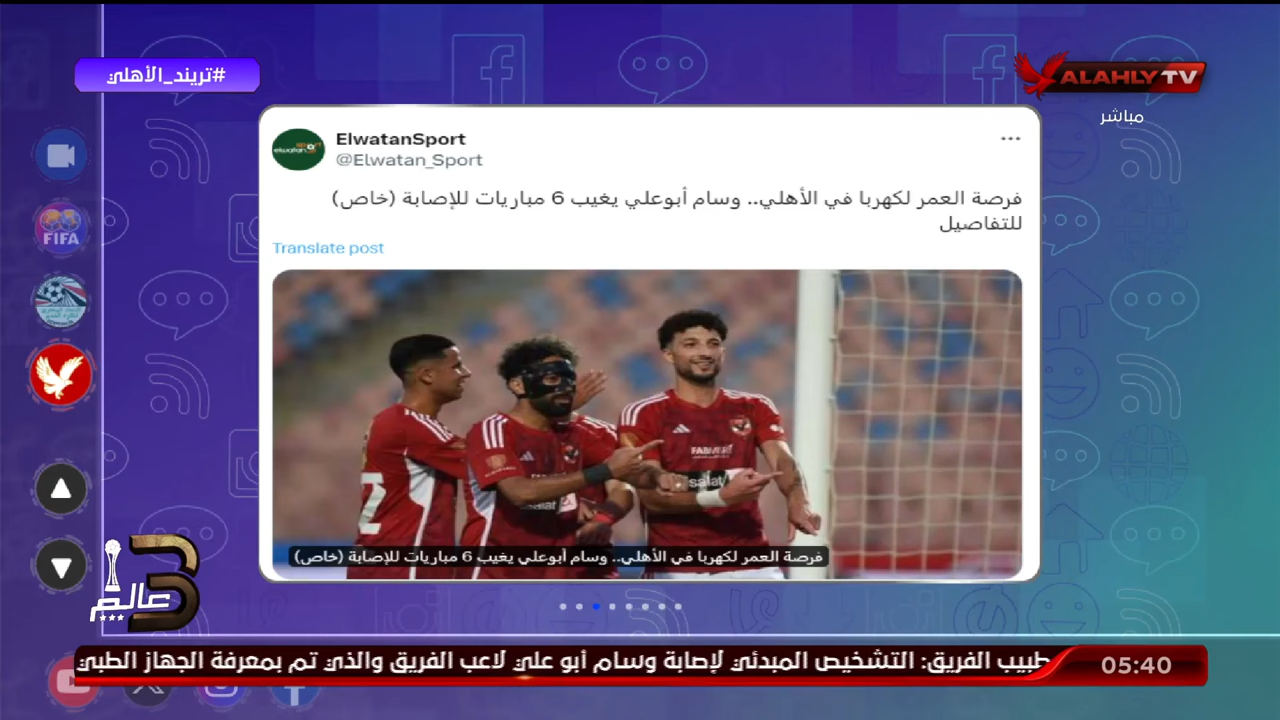 #تريند_الأهلي
ALAHLY TV
مباشر
ElwatanSport
@Elwatan_Sport
فرصة العمر لكهربا في الأهلي.. وسام أبوعلي يغيب 6 مباريات للإصابة (خاص)
للتفاصيل
Translate post
FIFA
فرصة العمر لكهربا في الأهلي.. وسام أبوعلي يغيب 6 مباريات للإصابة (خاص)
3
عالم
طبيب الفريق: التشخيص المبدئي لإصابة وسام أبو علي لاعب الفريق والذي تم بمعرفة الجهاز الطبي
05:40